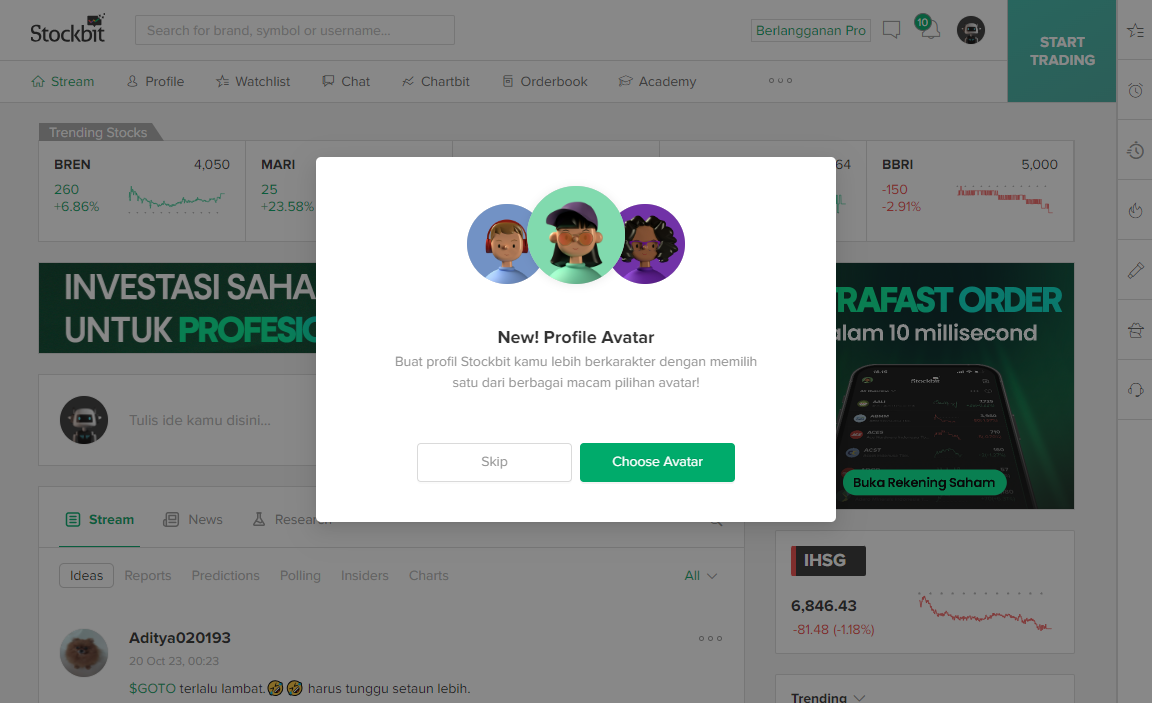 Stockbit
Search for brand, symbol or username...
Berlangganan Pro
10
START
TRADING
Stream
Profile
Watchlist
Chat
Chartbit
Orderbook
Academy
Trending Stocks
BREN 4,050
260
+6.86%
MARI
25
+23.58%
64
BBRI 5,000
-150
-2.91%
INVESTASI SAHA
UNTUK PROFESIO
RAFAST ORDER
alam 10 millisecond
Stockbit
Buka Rekening Saham
New! Profile Avatar
Buat profil Stockbit kamu lebih berkarakter dengan memilih
satu dari berbagai macam pilihan avatar!
Skip
Choose Avatar
Tulis ide kamu disini...
Stream
News
Research
Ideas
Reports
Predictions
Polling
Insiders
Charts
All
IHSG
6,846.43
-81.48 (-1.18%)
Aditya020193
20 Oct 23, 00:23
$GOTO terlalu lambat.🤣🤣 harus tunggu setaun lebih.
Trending